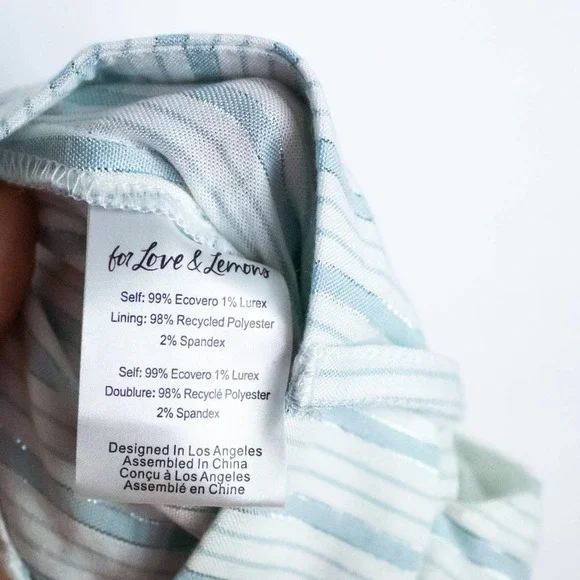 for Love & Lemons
Self: 99% Ecovero 1% Lurex
Lining: 98% Recycled Polyester
2% Spandex
Self: 99% Ecovero 1% Lurex
Doublure: 98% Recyclé Polyester
2% Spandex
Designed In Los Angeles
Assembled In China
Conçu à Los Angeles
Assemblé en Chine